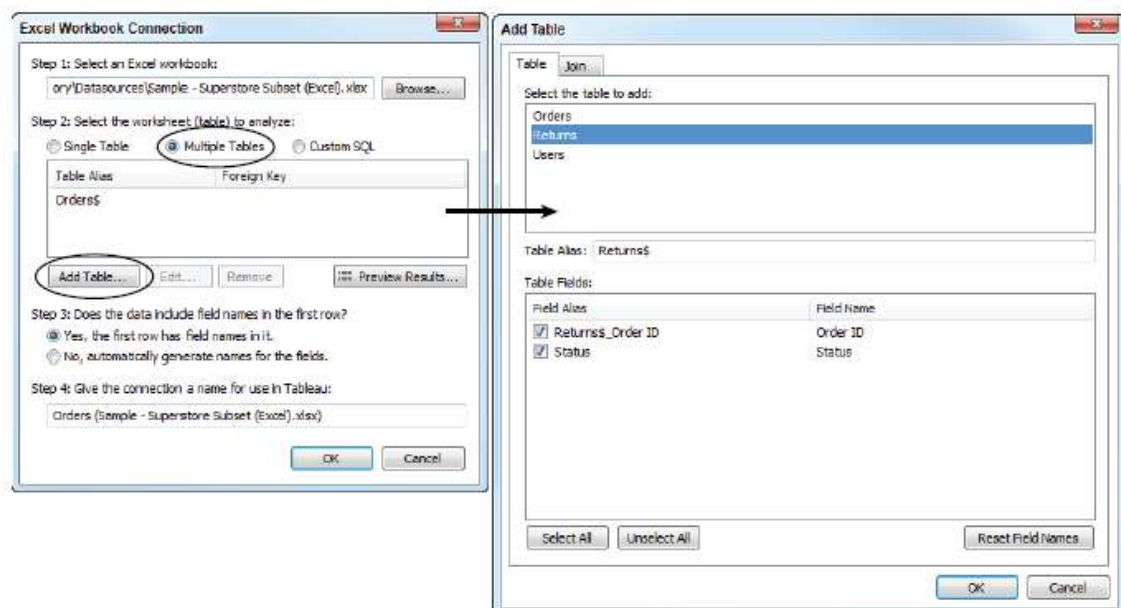 Excel Workbook Connection
Step 1: Select an Excel workbook:
ory\Datasources\Sample - Superstore Subset (Excel).xlsx Browse...
Step 2: Select the worksheet (table) to analyze:
Single Table Multiple Tables Custom SQL
Table Alias Foreign Key
Orders$
Add Table... Edit... Remove Preview Results...
Step 3: Does the data include field names in the first row?
Yes, the first row has field names in it.
No, automatically generate names for the fields.
Step 4: Give the connection a name for use in Tableau:
Orders (Sample - Superstore Subset (Excel).xlsx)
OK Cancel
Add Table
Table Join
Select the table to add:
Orders
Returns
Users
Table Alias: Returns$
Table Fields:
Field Alias Field Name
Returns$_Order ID Order ID
Status Status
Select All Unselect All Reset Field Names
OK Cancel